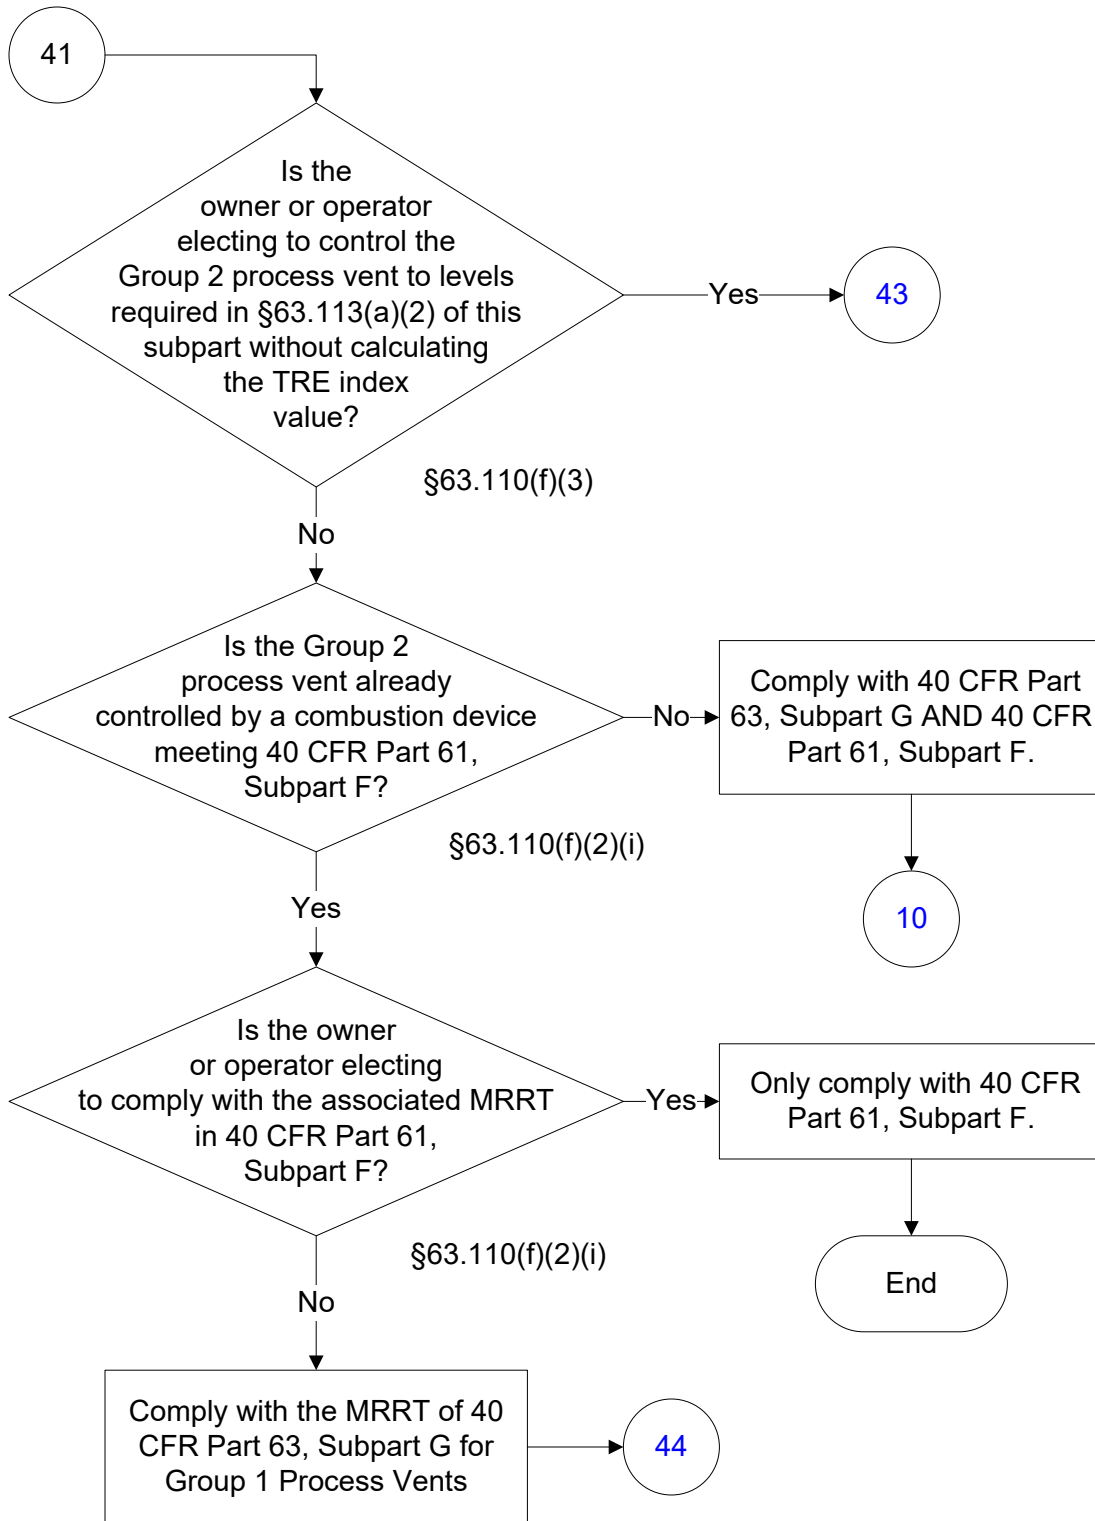 41
Is the
owner or operator
electing to control the
Group 2 process vent to levels
required in §63.113(a)(2) of this
subpart without calculating
the TRE index
value?
Yes
43
§63.110(f)(3)
No
Is the Group 2
process vent already
controlled by a combustion device
meeting 40 CFR Part 61,
Subpart F?
No
Comply with 40 CFR Part
63, Subpart G AND 40 CFR
Part 61, Subpart F.
§63.110(f)(2)(i)
10
Yes
Is the owner
or operator electing
to comply with the associated MRRT
in 40 CFR Part 61,
Subpart F?
Yes
Only comply with 40 CFR
Part 61, Subpart F.
§63.110(f)(2)(i)
End
No
Comply with the MRRT of 40
CFR Part 63, Subpart G for
Group 1 Process Vents
44